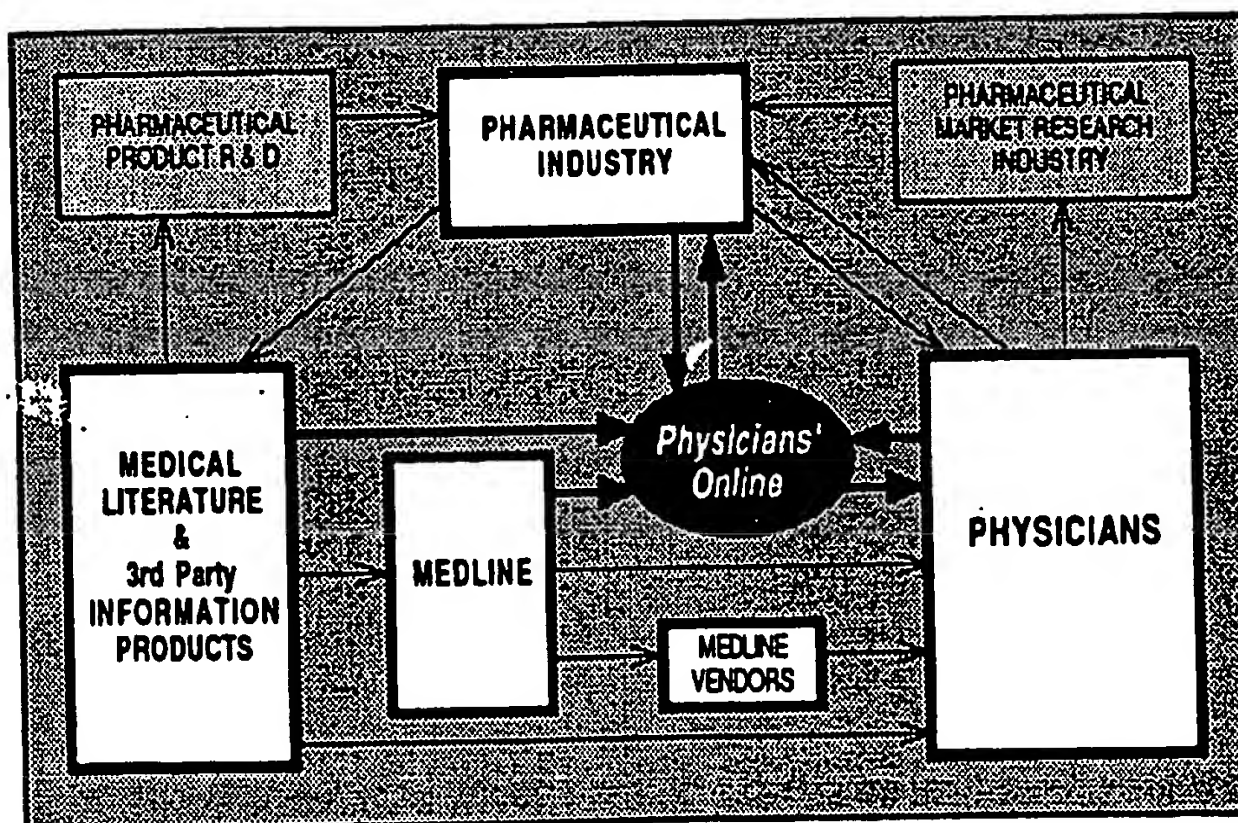 PHARMACEUTICAL
PRODUCT R & D
PHARMACEUTICAL
INDUSTRY
PHARMACEUTICAL
MARKET RESEARCH
INDUSTRY
MEDICAL
LITERATURE
&
3rd Party
INFORMATION
PRODUCTS
MEDLINE
Physicians'
Online
MEDLINE
VENDORS
PHYSICIANS